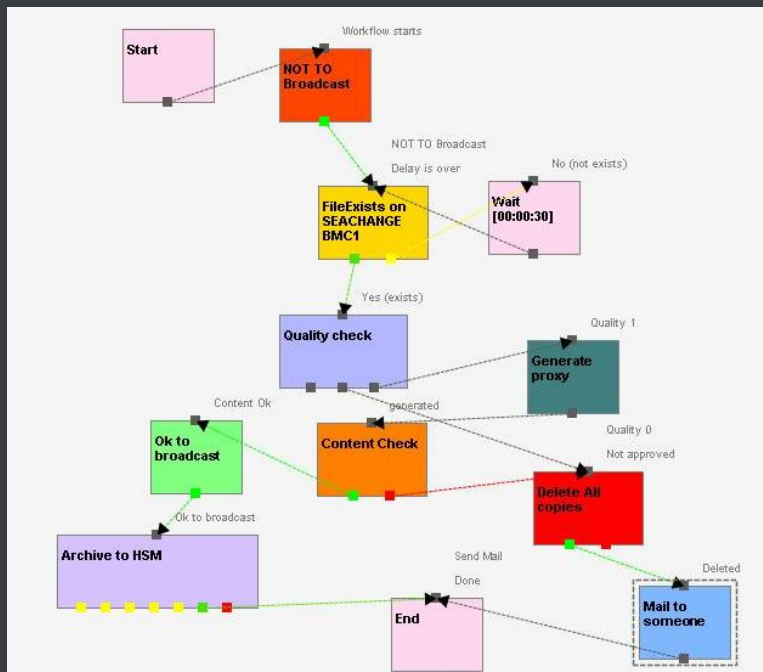 Workflow starts
Start
NOT TO
Broadcast
NOT TO Broadcast
Delay is over
No (not exists)
FileExists on
SEACHANGE
BMC1
Wait
[00:00:30]
Yes (exists)
Quality check
Quality 1
Generate
proxy
generated
Content Ok
Content Check
Ok to
broadcast
Quality 0
Not approved
Delete All
copies
Ok to broadcast
Archive to HSM
Send Mail
Done
Deleted
End
Mail to
someone